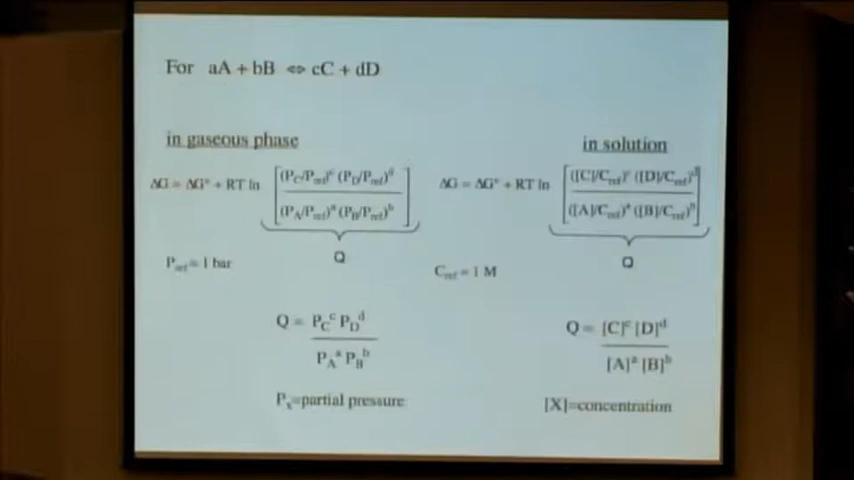 For aA + bB ⇔ cC + dD
in gaseous phase
ΔG = ΔG° + RT ln [(P_C/P_ref)^c (P_D/P_ref)^d
(P_A/P_ref)^a (P_B/P_ref)^b]
Q
P_ref = 1 bar
Q = P_C^c P_D^d
P_A^a P_B^b
P_x=partial pressure
in solution
ΔG = ΔG° + RT ln [([C]/C_ref)^c ([D]/C_ref)^d
([A]/C_ref)^a ([B]/C_ref)^b]
Q
C_ref = 1 M
Q = [C]^c [D]^d
[A]^a [B]^b
[X]=concentration